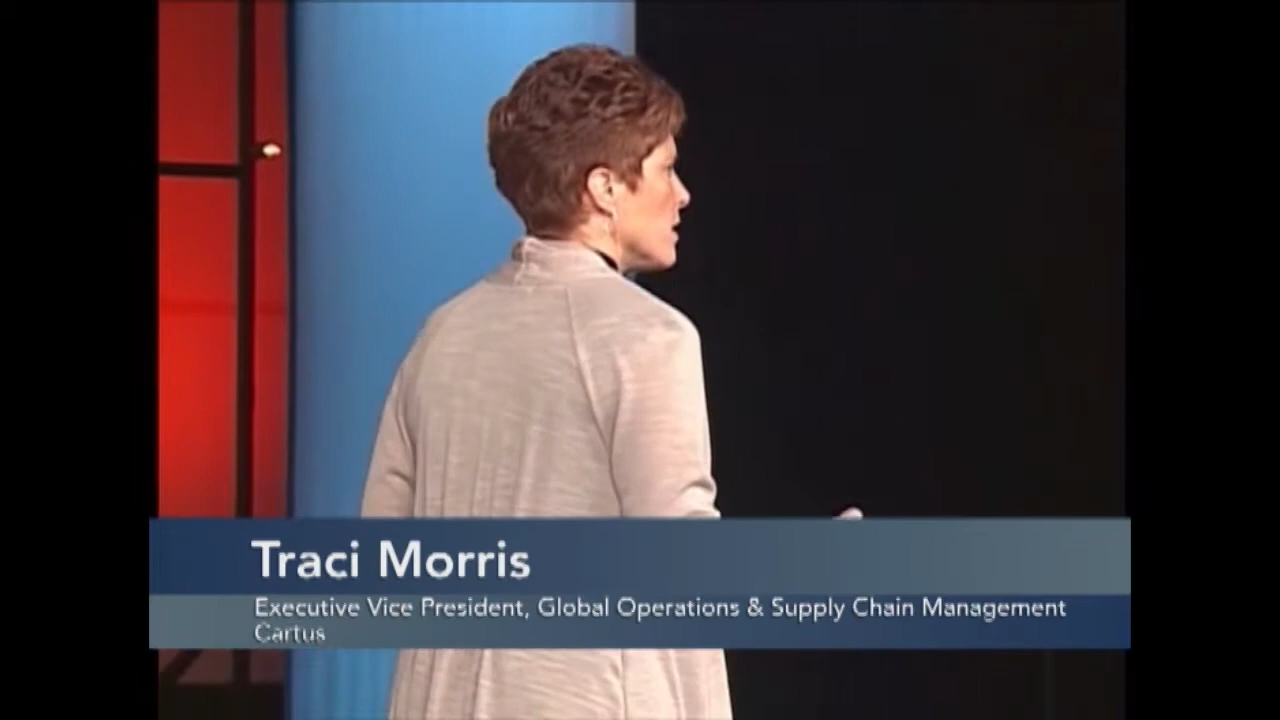 Traci Morris
Executive Vice President, Global Operations & Supply Chain Management
Cartus